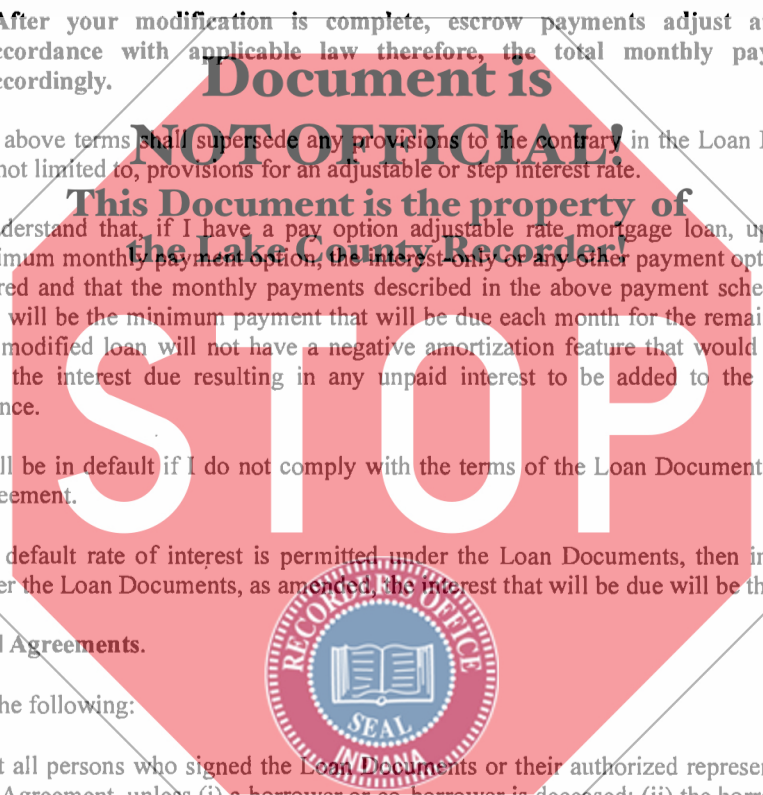 After your modification is complete, escrow payments adjust a
ccordance with applicable law therefore, the total monthly pay
ccordingly.
Document is
above terms shall supersede any provisions to the contrary in the Loan
NOT OFFICIAL!
not limited to, provisions for an adjustable or step interest rate.
This Document is the property of
derstand that, if I have a pay option adjustable rate mortgage loan, up
the Lake County Recorder!
imum monthly payment option, the interest-only or any other payment opt
red and that the monthly payments described in the above payment sche
will be the minimum payment that will be due each month for the remai
modified loan will not have a negative amortization feature that would
the interest due resulting in any unpaid interest to be added to the
nce.
STOP
ll be in default if I do not comply with the terms of the Loan Document
eement.
default rate of interest is permitted under the Loan Documents, then in
er the Loan Documents, as amended, the interest that will be due will be th
Agreements.
he following:
RECORDER'S OFFICE
SEAL
INDIANA
t all persons who signed the Loan Documents or their authorized represe
Agreement, unless (i) a borrower or co-borrower is deceased; (ii) the